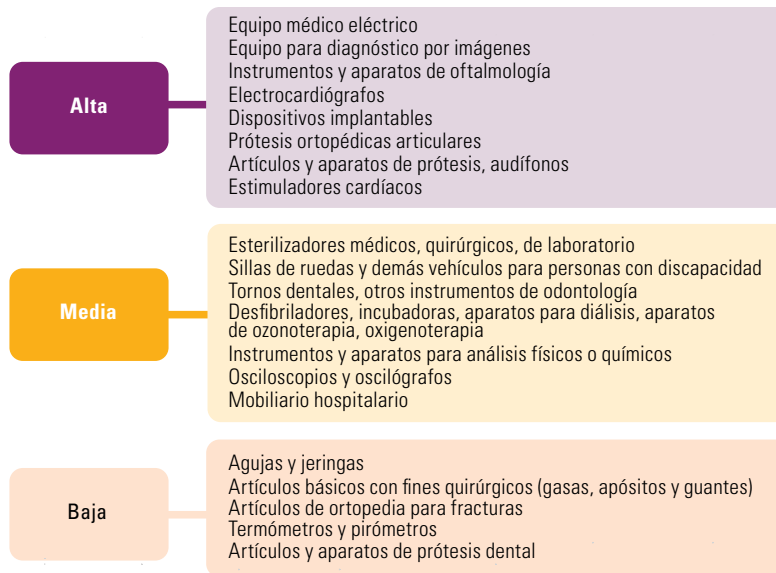 Alta
Equipo médico eléctrico
Equipo para diagnóstico por imágenes
Instrumentos y aparatos de oftalmología
Electrocardiógrafos
Dispositivos implantables
Prótesis ortopédicas articulares
Artículos y aparatos de prótesis, audífonos
Estimuladores cardíacos
Media
Esterilizadores médicos, quirúrgicos, de laboratorio
Sillas de ruedas y demás vehículos para personas con discapacidad
Tornos dentales, otros instrumentos de odontología
Desfibriladores, incubadoras, aparatos para diálisis, aparatos
de ozonoterapia, oxigenoterapia
Instrumentos y aparatos para análisis físicos o químicos
Osciloscopios y oscilógrafos
Mobiliario hospitalario
Baja
Agujas y jeringas
Artículos básicos con fines quirúrgicos (gasas, apósitos y guantes)
Artículos de ortopedia para fracturas
Termómetros y pirómetros
Artículos y aparatos de prótesis dental